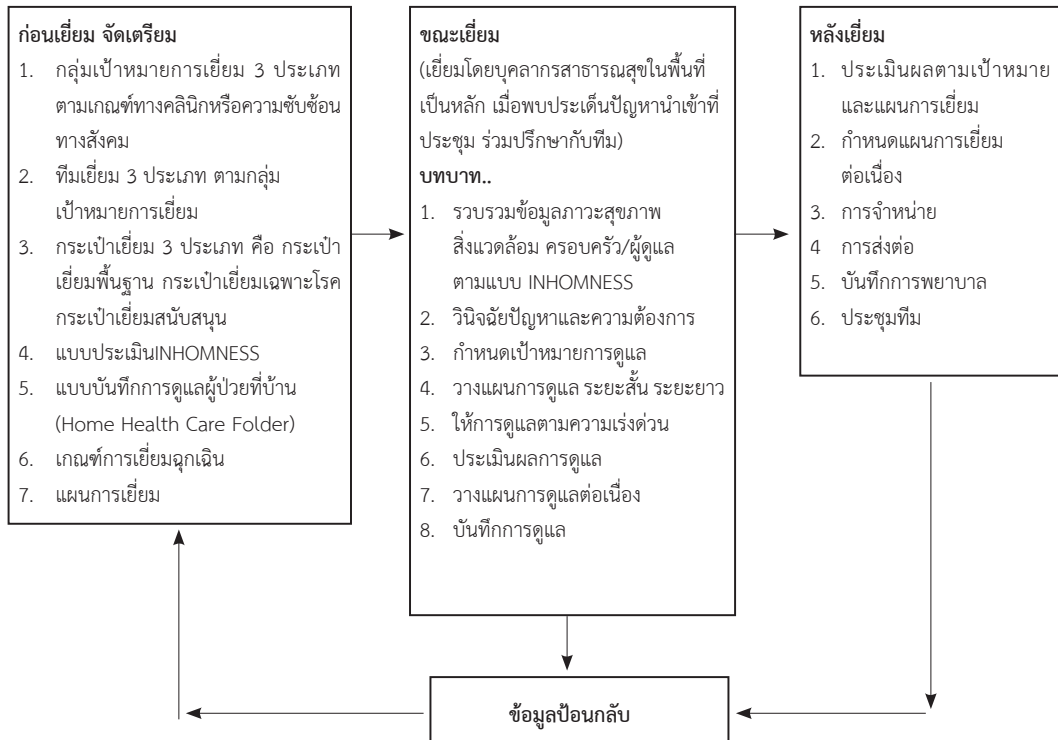 ก่อนเยี่ยม จัดเตรียม
1. กลุ่มเป้าหมายการเยี่ยม 3 ประเภท
ตามเกณฑ์ทางคลินิกหรือความซับซ้อน
ทางสังคม
2. ทีมเยี่ยม 3 ประเภท ตามกลุ่ม
เป้าหมายการเยี่ยม
3. กระเป๋าเยี่ยม 3 ประเภท คือ กระเป๋า
เยี่ยมพื้นฐาน กระเป๋าเยี่ยมเฉพาะโรค
กระเป๋าเยี่ยมสนับสนุน
4. แบบประเมินINHOMNESS
5. แบบบันทึกการดูแลผู้ป่วยที่บ้าน
(Home Health Care Folder)
6. เกณฑ์การเยี่ยมฉุกเฉิน
7. แผนการเยี่ยม
ขณะเยี่ยม
(เยี่ยมโดยบุคลากรสาธารณสุขในพื้นที่
เป็นหลัก เมื่อพบประเด็นปัญหานำเข้าที่
ประชุม ร่วมปรึกษากับทีม)
บทบาท..
1. รวบรวมข้อมูลภาวะสุขภาพ
สิ่งแวดล้อม ครอบครัว/ผู้ดูแล
ตามแบบ INHOMNESS
2. วินิจฉัยปัญหาและความต้องการ
3. กำหนดเป้าหมายการดูแล
4. วางแผนการดูแล ระยะสั้น ระยะยาว
5. ให้การดูแลตามความเร่งด่วน
6. ประเมินผลการดูแล
7. วางแผนการดูแลต่อเนื่อง
8. บันทึกการดูแล
หลังเยี่ยม
1. ประเมินผลตามเป้าหมาย
และแผนการเยี่ยม
2. กำหนดแผนการเยี่ยม
ต่อเนื่อง
3. การจำหน่าย
4 การส่งต่อ
5. บันทึกการพยาบาล
6. ประชุมทีม
ข้อมูลป้อนกลับ